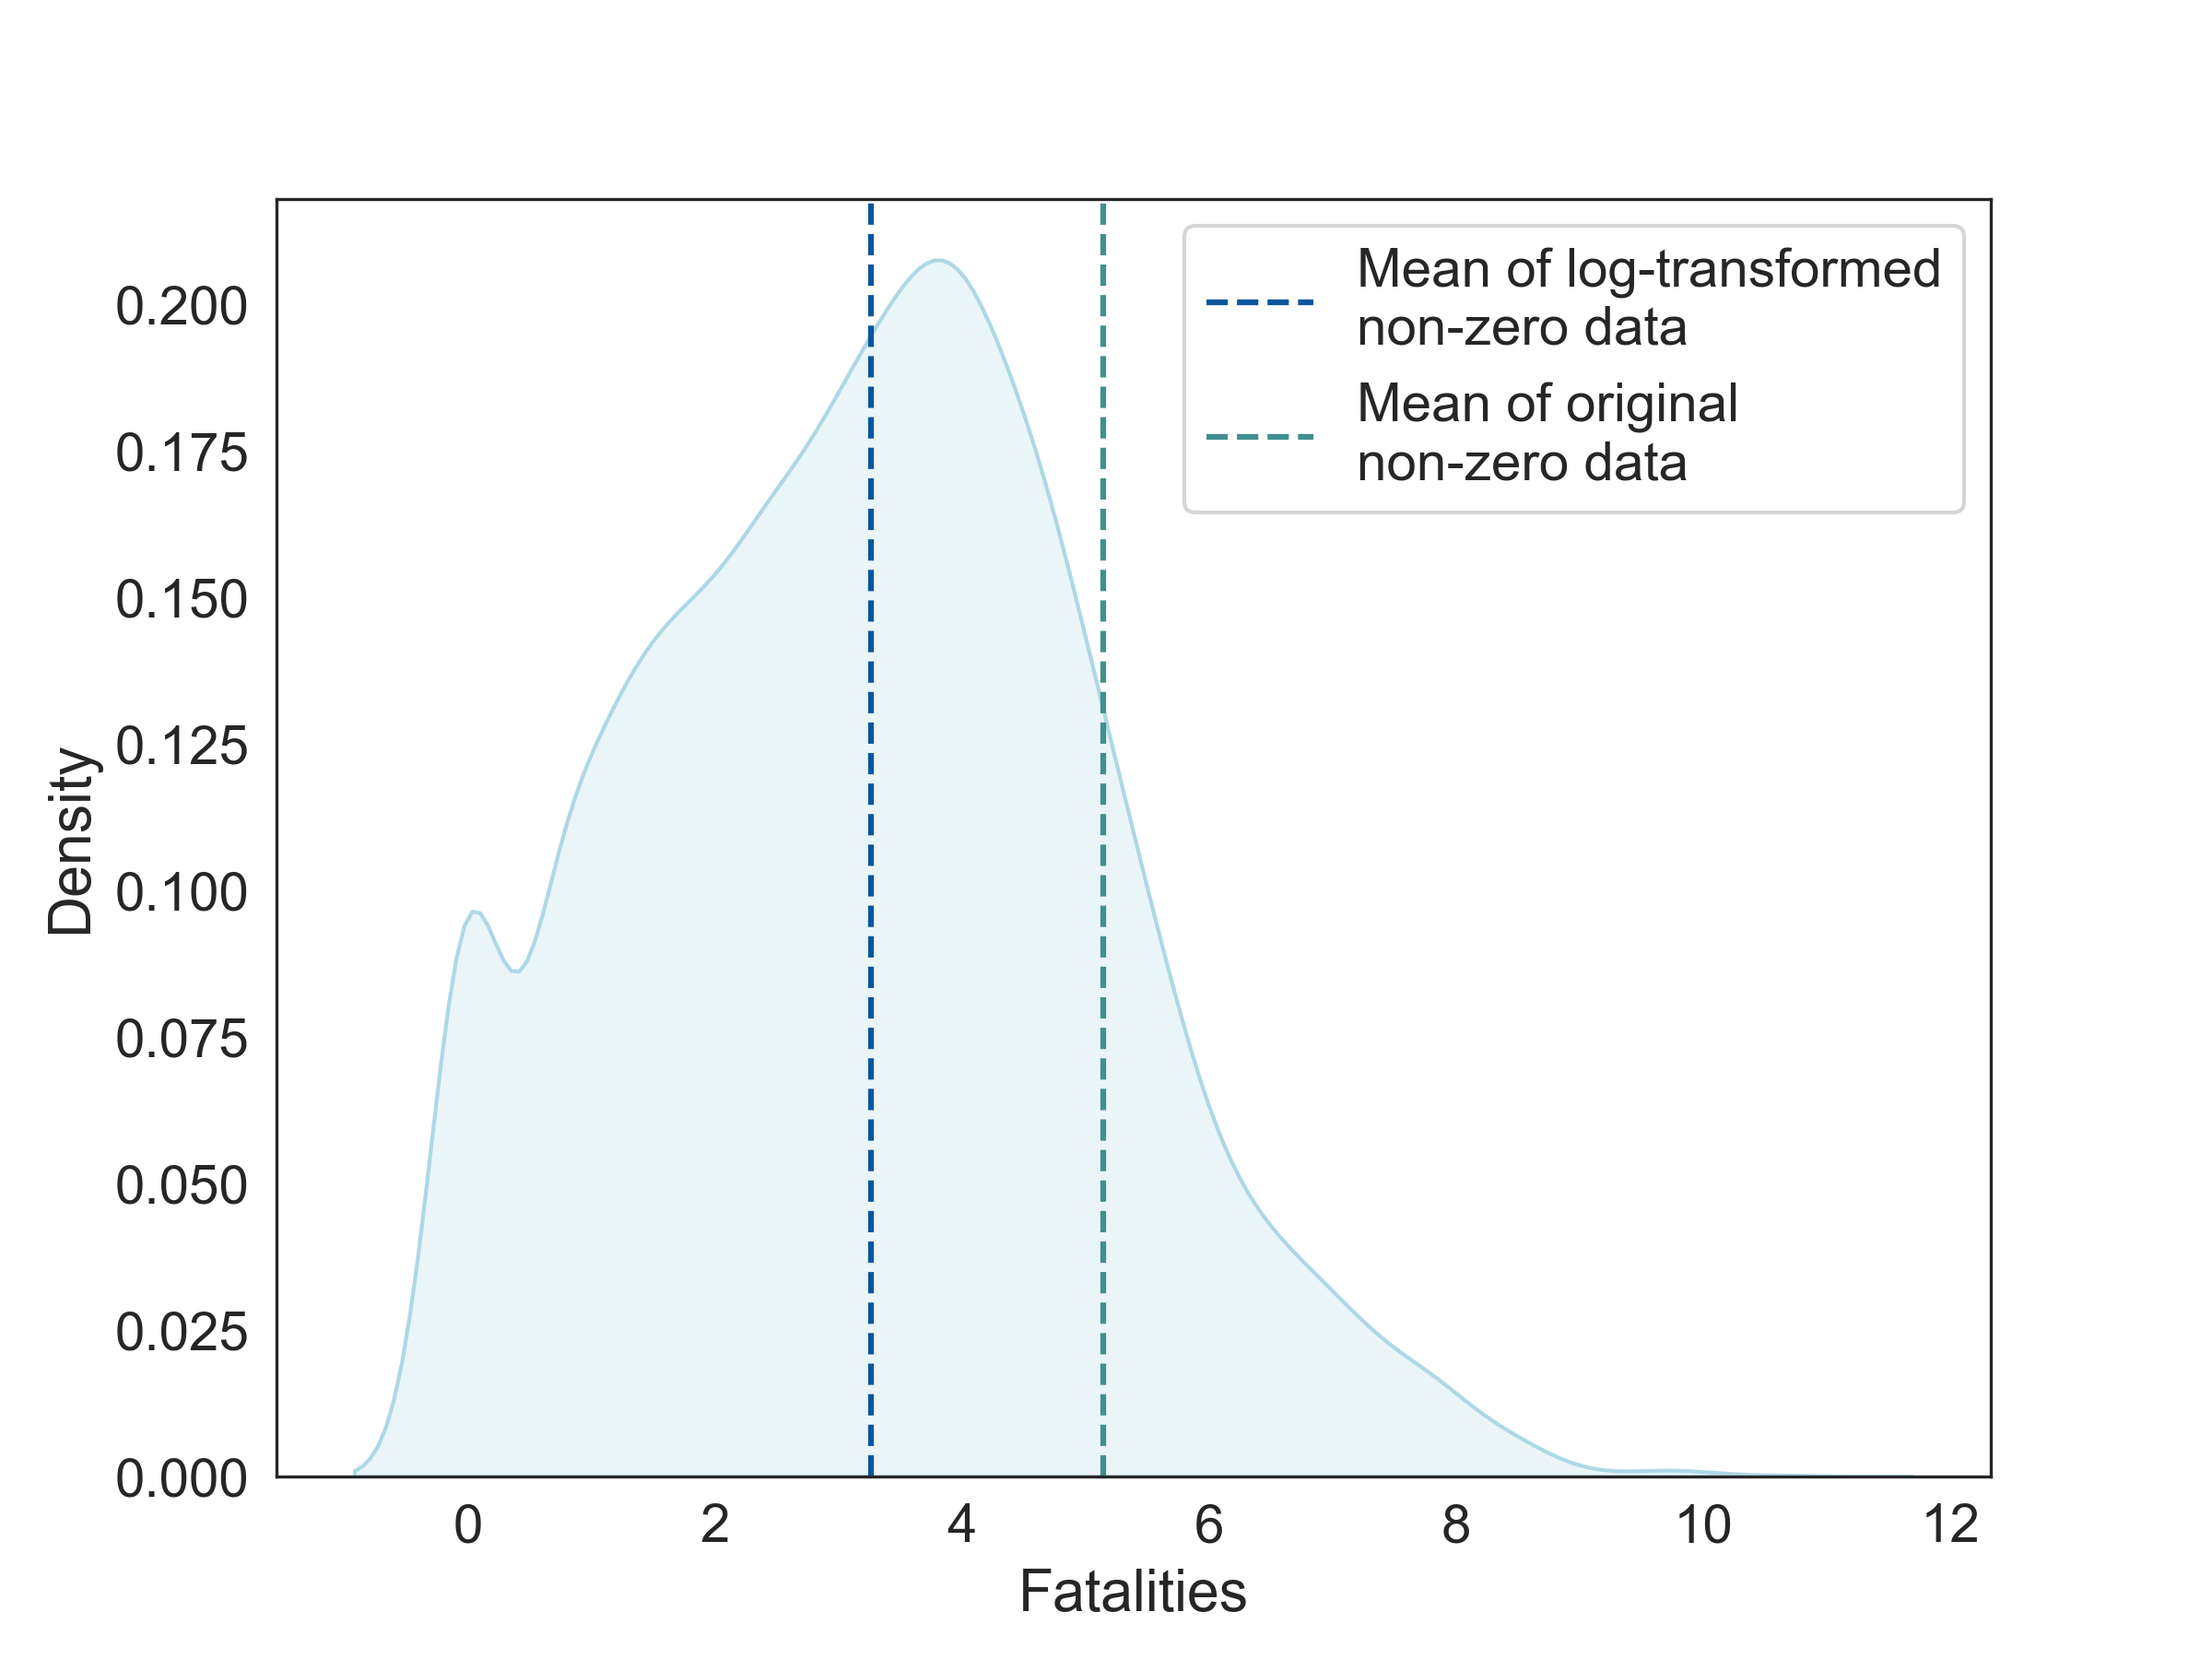 Mean of log-transformed
non-zero data
Mean of original
non-zero data
0.200
0.175
0.150
0.125
0.100
0.075
0.050
0.025
0.000
Density
0 2 4 6 8 10 12
Fatalities